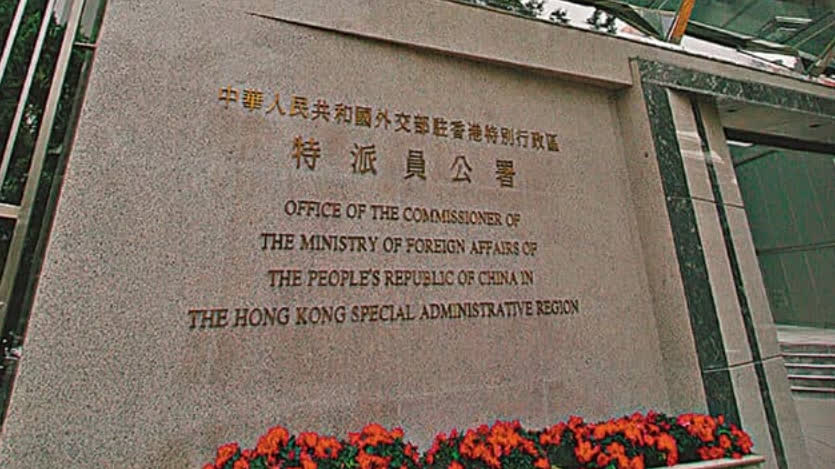 中華人民共和國外交部駐香港特別行政區
特派員公署
OFFICE OF THE COMMISSIONER OF
THE MINISTRY OF FOREIGN AFFAIRS OF
THE PEOPLE'S REPUBLIC OF CHINA IN
THE HONG KONG SPECIAL ADMINISTRATIVE REGION